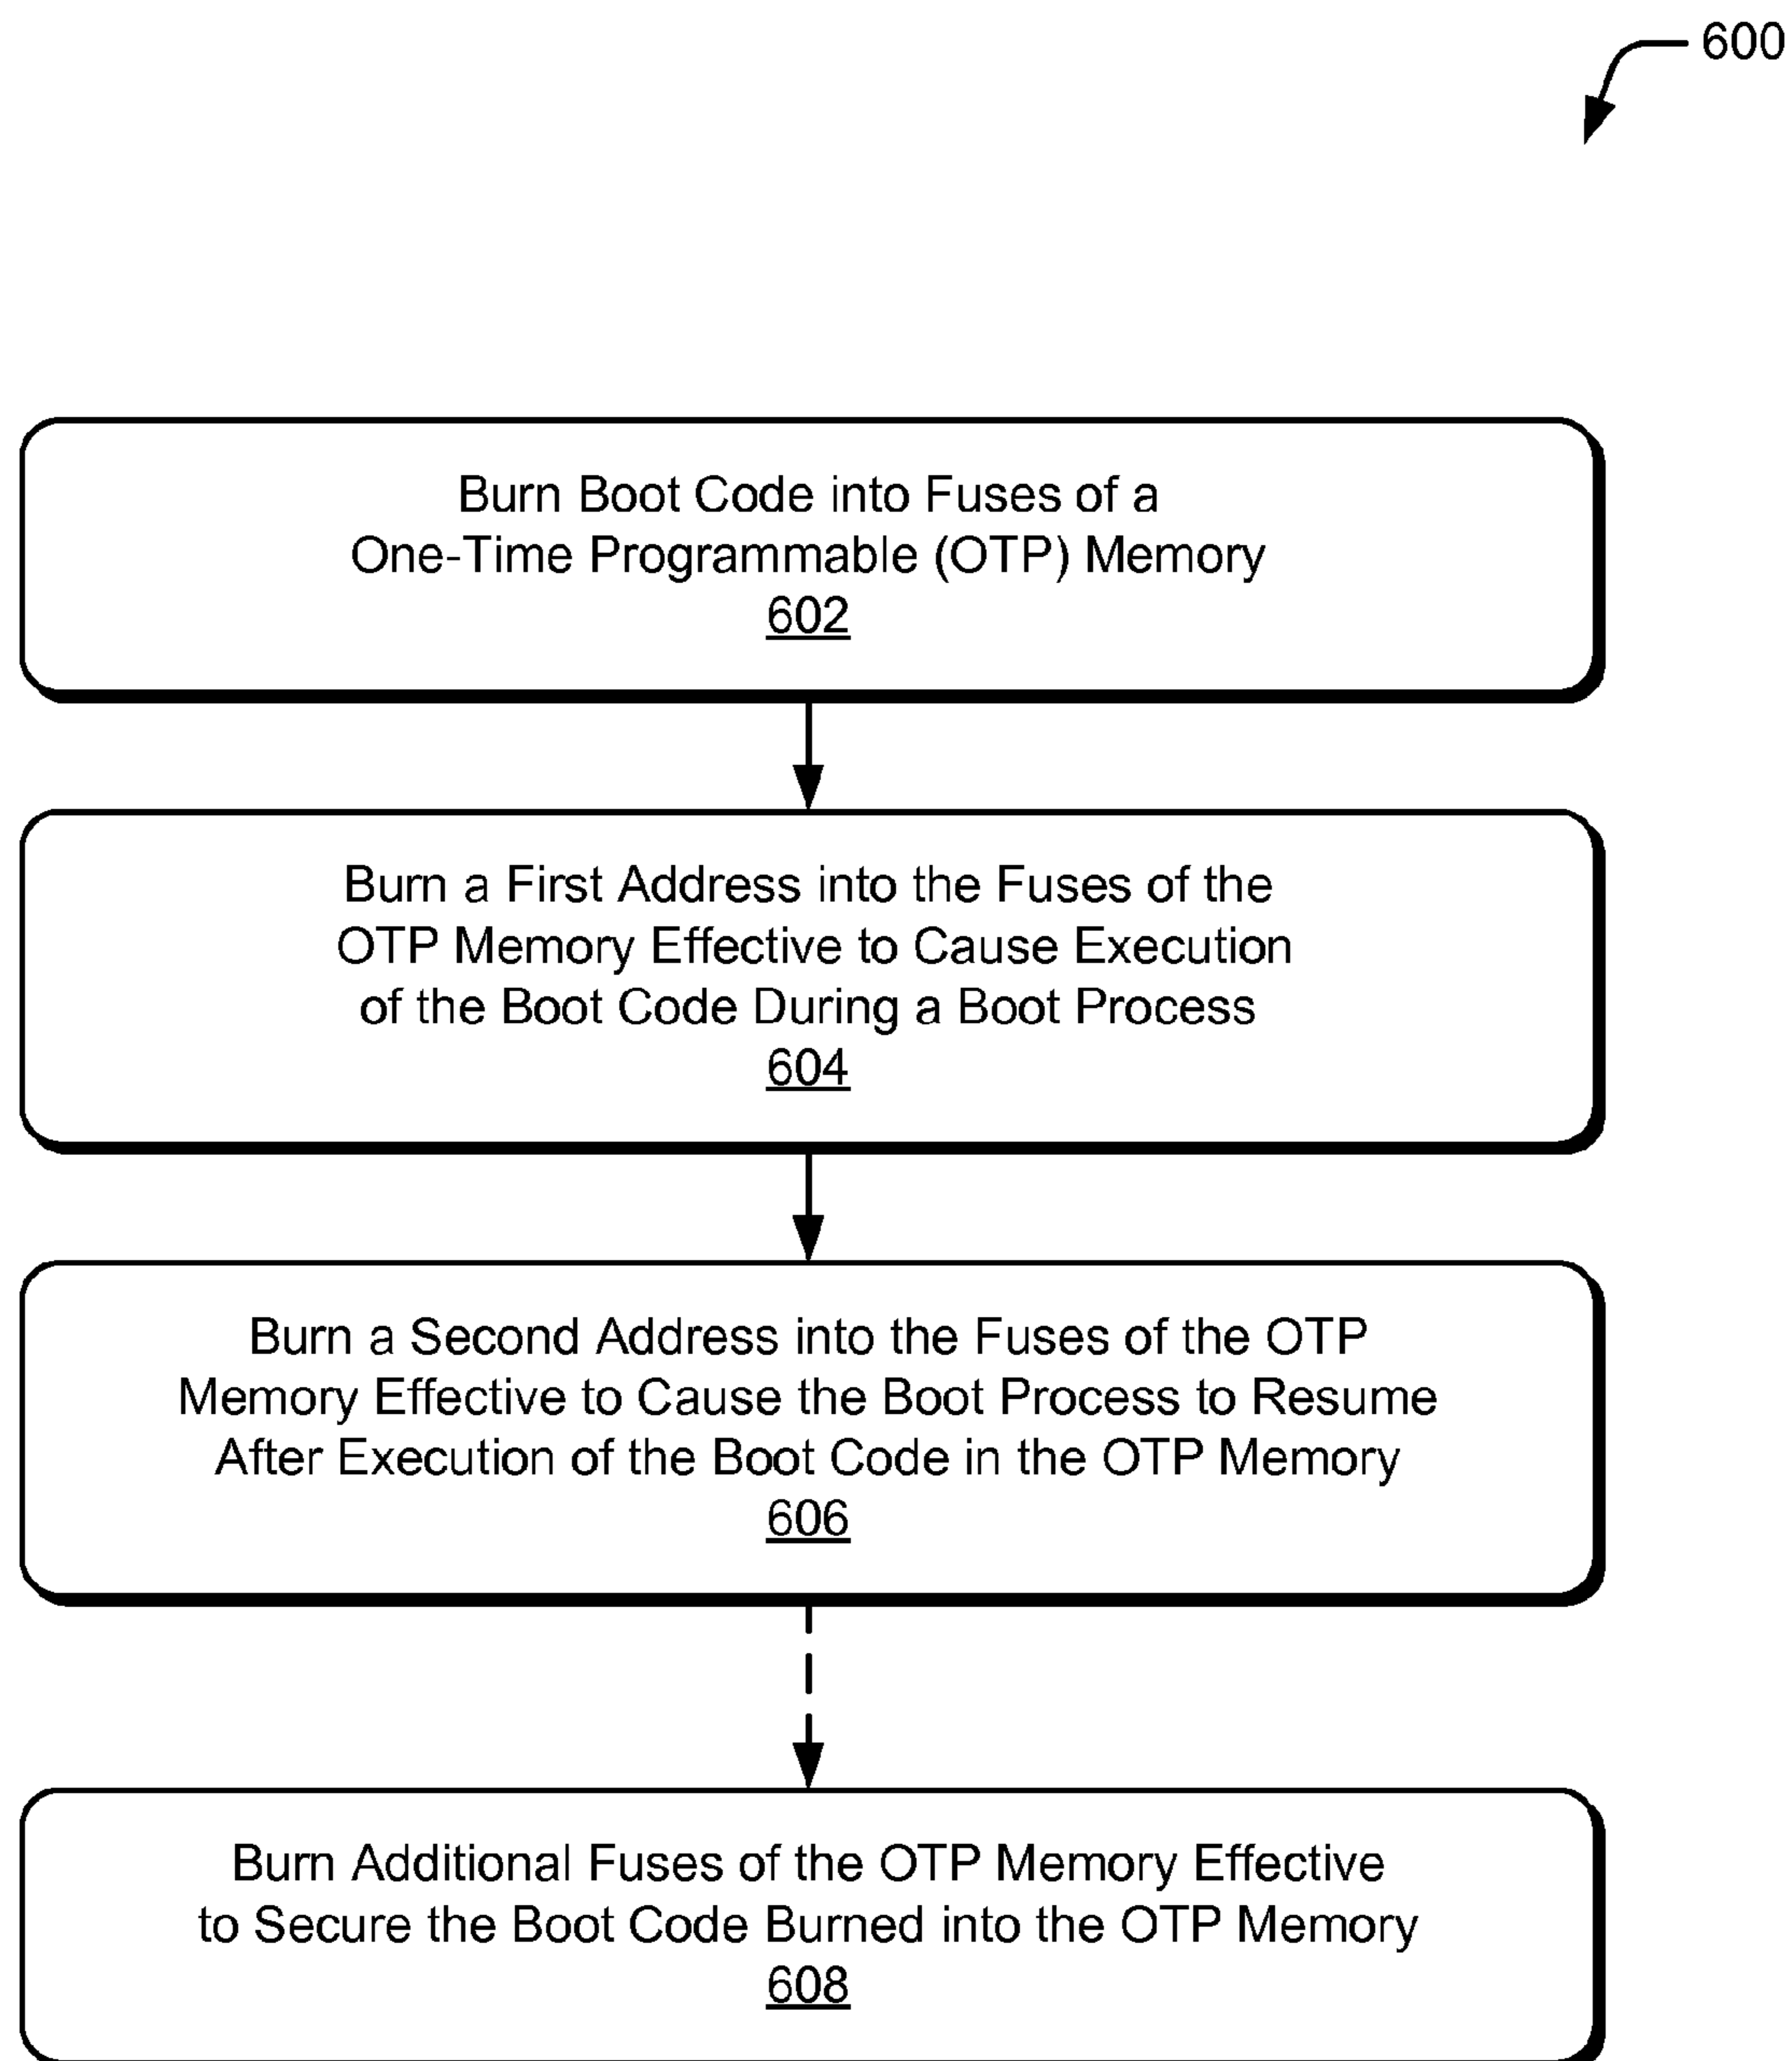 600
Burn Boot Code into Fuses of a
One-Time Programmable (OTP) Memory
602
Burn a First Address into the Fuses of the
OTP Memory Effective to Cause Execution
of the Boot Code During a Boot Process
604
Burn a Second Address into the Fuses of the OTP
Memory Effective to Cause the Boot Process to Resume
After Execution of the Boot Code in the OTP Memory
606
Burn Additional Fuses of the OTP Memory Effective
to Secure the Boot Code Burned into the OTP Memory
608